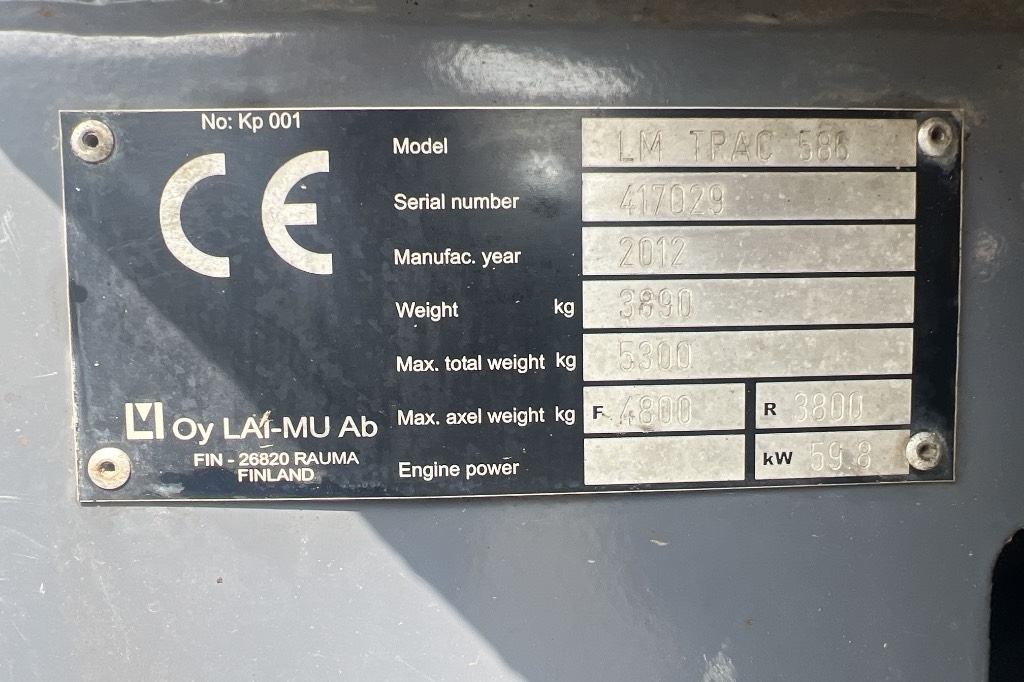 No: Kp 001
CE
Model LM TRAC 586
Serial number 417029
Manufac. year 2012
Weight kg 3890
Max. total weight kg 5300
Max. axel weight kg F 4800 R 3800
Engine power kW 59.8
LM Oy LAI-MU Ab
FIN - 26820 RAUMA
FINLAND